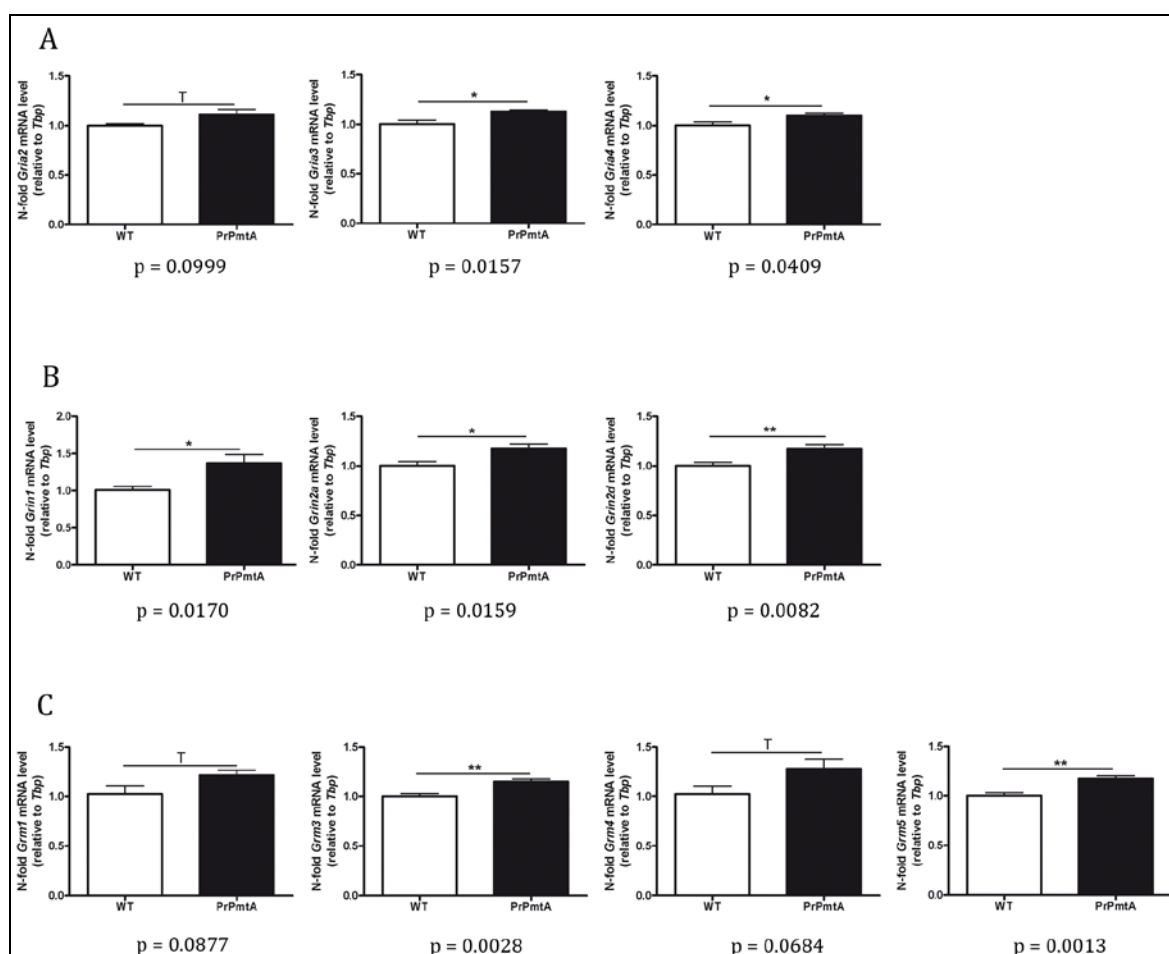 A
N-fold Gria2 mRNA level
(relative to Tbp)
1.5
1.0
0.5
0.0
T
WT
PrPmtA
p = 0.0999
N-fold Gria3 mRNA level
(relative to Tbp)
1.5
1.0
0.5
0.0
*
WT
PrPmtA
p = 0.0157
N-fold Gria4 mRNA level
(relative to Tbp)
1.5
1.0
0.5
0.0
*
WT
PrPmtA
p = 0.0409
B
N-fold Grin1 mRNA level
(relative to Tbp)
2.0
1.5
1.0
0.5
0.0
*
WT
PrPmtA
p = 0.0170
N-fold Grin2a mRNA level
(relative to Tbp)
1.5
1.0
0.5
0.0
*
WT
PrPmtA
p = 0.0159
N-fold Grin2d mRNA level
(relative to Tbp)
1.5
1.0
0.5
0.0
**
WT
PrPmtA
p = 0.0082
C
N-fold Grm1 mRNA level
(relative to Tbp)
1.5
1.0
0.5
0.0
T
WT
PrPmtA
p = 0.0877
N-fold Grm3 mRNA level
(relative to Tbp)
1.5
1.0
0.5
0.0
**
WT
PrPmtA
p = 0.0028
N-fold Grm4 mRNA level
(relative to Tbp)
1.5
1.0
0.5
0.0
T
WT
PrPmtA
p = 0.0684
N-fold Grm5 mRNA level
(relative to Tbp)
1.5
1.0
0.5
0.0
**
WT
PrPmtA
p = 0.0013